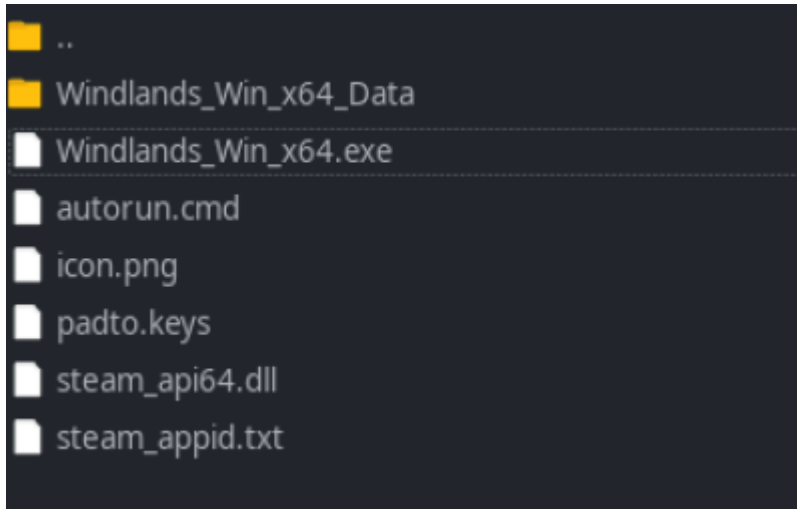 ..
Windlands_Win_x64_Data
Windlands_Win_x64.exe
autorun.cmd
icon.png
padto.keys
steam_api64.dll
steam_appid.txt